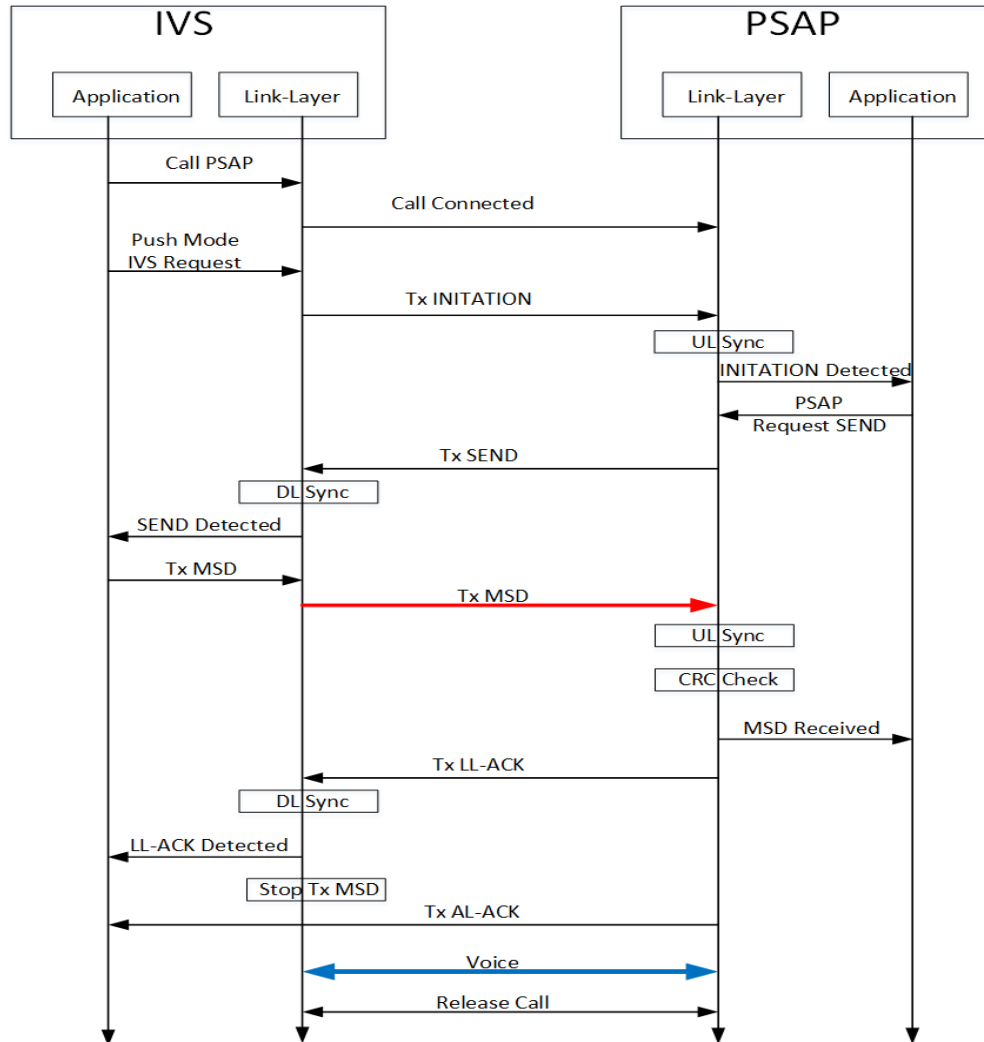 IVS
PSAP
Application
Link-Layer
Link-Layer
Application
Call PSAP
Call Connected
Push Mode
IVS Request
Tx INITATION
UL Sync
INITATION Detected
PSAP
Request SEND
Tx SEND
DL Sync
SEND Detected
Tx MSD
Tx MSD
UL Sync
CRC Check
MSD Received
Tx LL-ACK
DL Sync
LL-ACK Detected
Stop Tx MSD
Tx AL-ACK
Voice
Release Call